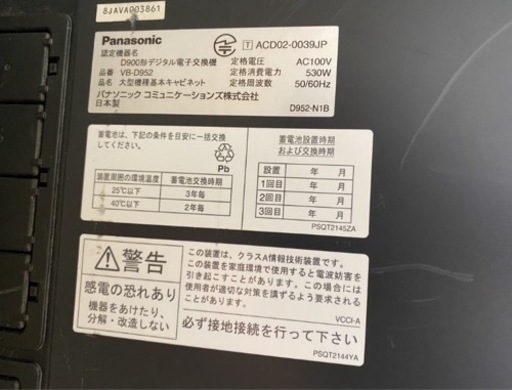 8JAVA003861
Panasonic
T ACD02-0039JP
認定機器名
D900形デジタル電子交換機
定格電圧 AC100V
品番 VB-D952
定格消費電力 530W
品名 大型機種基本キャビネット
定格周波数 50/60Hz
パナソニック コミュニケーションズ株式会社
日本製
D952-N1B
蓄電池は、下記の条件を目安に一括交換
してください。
Pb
装置周囲の環境温度 蓄電池交換時期
25℃以下 3年毎
40℃以下 2年毎
蓄電池設置時期
および交換時期
設置 年 月
1回目 年 月
2回目 年 月
3回目 年 月
PSQT2145ZA
警告
感電の恐れあり
機器をあけたり、
分解・改造しない
この装置は、クラスA情報技術装置です。
この装置を家庭環境で使用すると電波妨害を
引き起こすことがあります。この場合には
使用者が適切な対策を講ずるよう要求される
ことがあります。
VCCI-A
必ず接地接続を行って下さい
PSQT2144YA